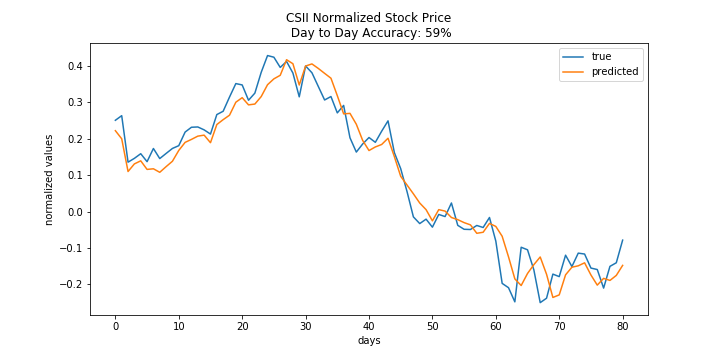 CSII Normalized Stock Price
Day to Day Accuracy: 59%
true
predicted
normalized values
0.4
0.3
0.2
0.1
0.0
−0.1
−0.2
0 10 20 30 40 50 60 70 80
days